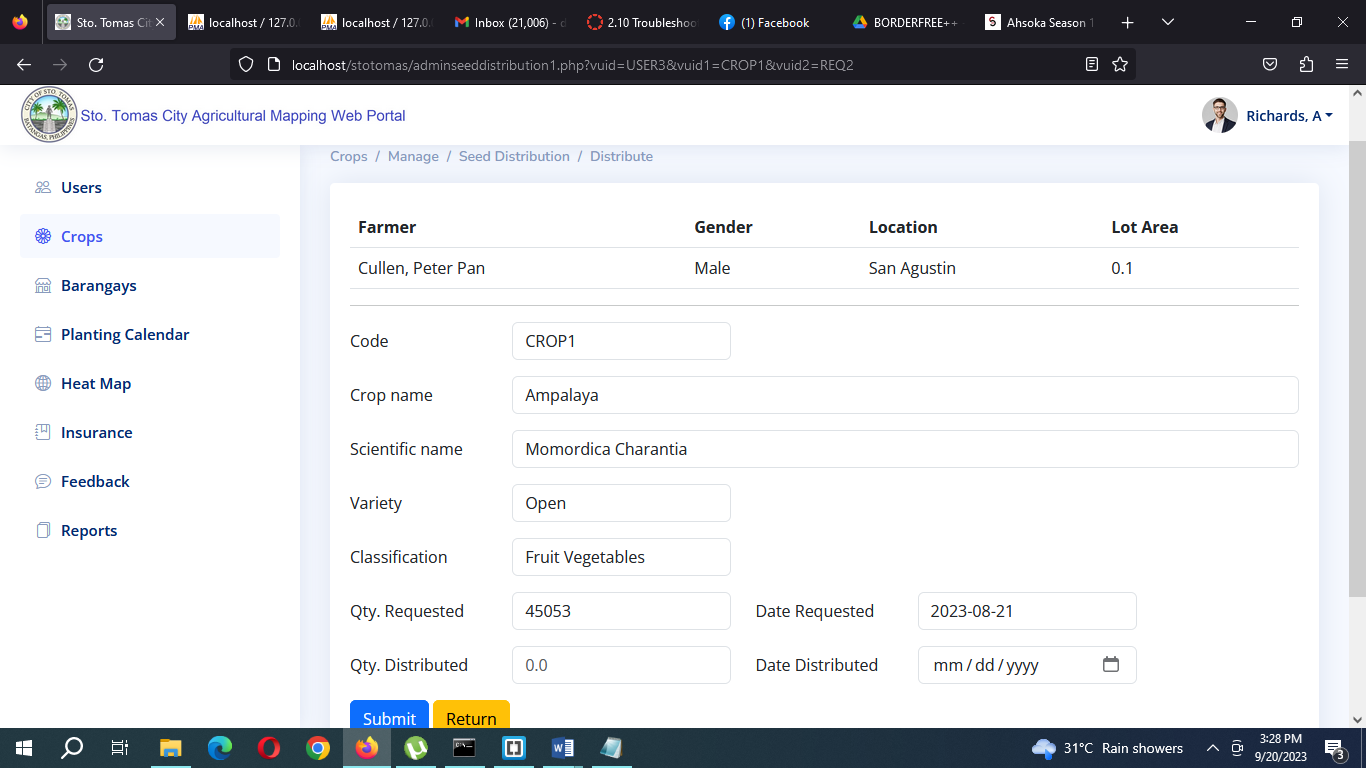 Sto. Tomas Cit
localhost / 127.0.
localhost / 127.0.
Inbox (21,006) - d
2.10 Troubleshoo
(1) Facebook
BORDERFREE++
Ahsoka Season 1
localhost/stotomas/adminseeddistribution1.php?vuid=USER3&vuid1=CROP1&vuid2=REQ2
Sto. Tomas City Agricultural Mapping Web Portal
Richards, A
Crops / Manage / Seed Distribution / Distribute
Users
Crops
Barangays
Planting Calendar
Heat Map
Insurance
Feedback
Reports
Farmer Gender Location Lot Area
Cullen, Peter Pan Male San Agustin 0.1
Code CROP1
Crop name Ampalaya
Scientific name Momordica Charantia
Variety Open
Classification Fruit Vegetables
Qty. Requested 45053 Date Requested 2023-08-21
Qty. Distributed 0.0 Date Distributed mm / dd / yyyy
Submit Return
31°C Rain showers
3:28 PM
9/20/2023
3